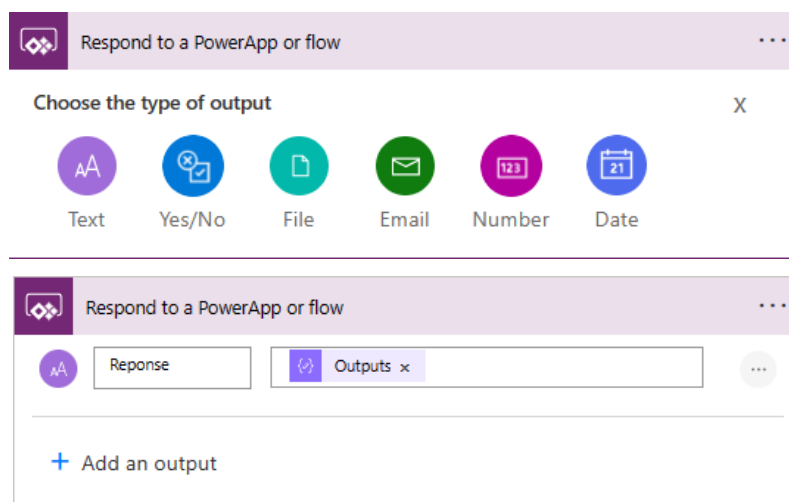 Respond to a PowerApp or flow
Choose the type of output X
AA 123 21
Text Yes/No File Email Number Date
Respond to a PowerApp or flow
AA Reponse {} Outputs ×
+ Add an output